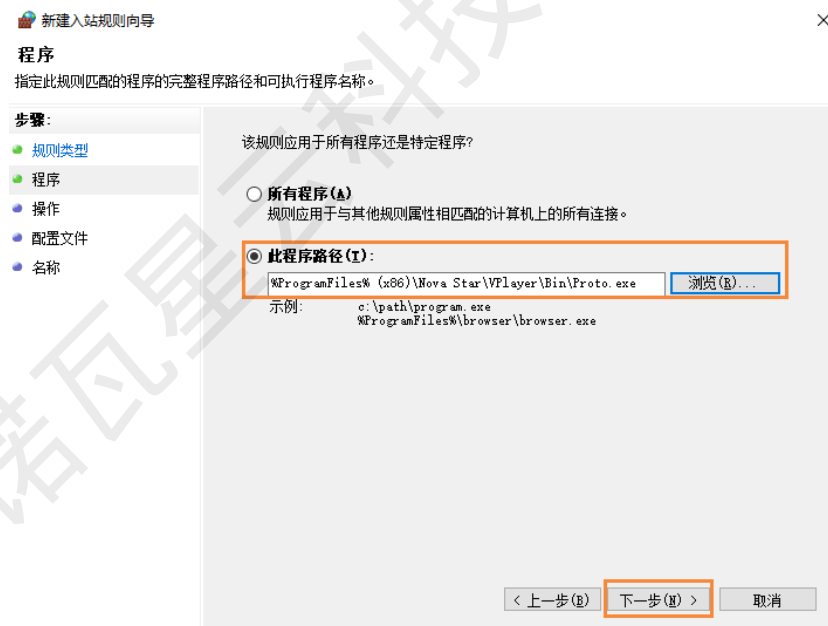 新建入站规则向导
程序
指定此规则匹配的程序的完整程序路径和可执行程序名称。
步骤:
规则类型
程序
操作
配置文件
名称
该规则应用于所有程序还是特定程序?
所有程序(A)
规则应用于与其他规则属性相匹配的计算机上的所有连接。
此程序路径(T):
%ProgramFiles% (x86)\Nova Star\VPlayer\Bin\Proto.exe
浏览(R)...
示例:
c:\path\program.exe
%ProgramFiles%\browser\browser.exe
< 上一步(B)
下一步(N) >
取消
诺瓦星云科技